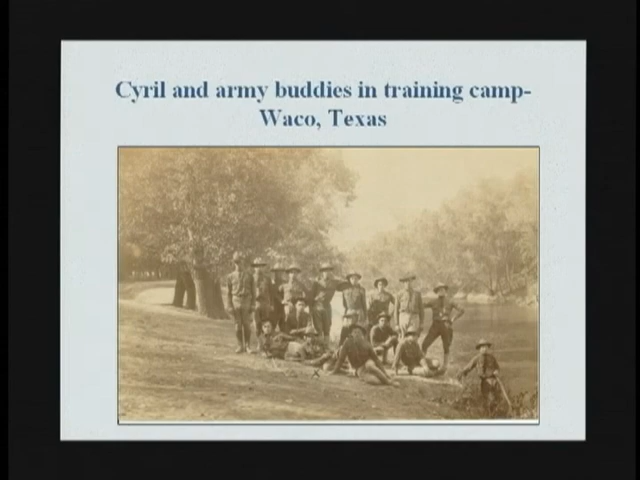 Cyril and army buddies in training camp-
Waco, Texas